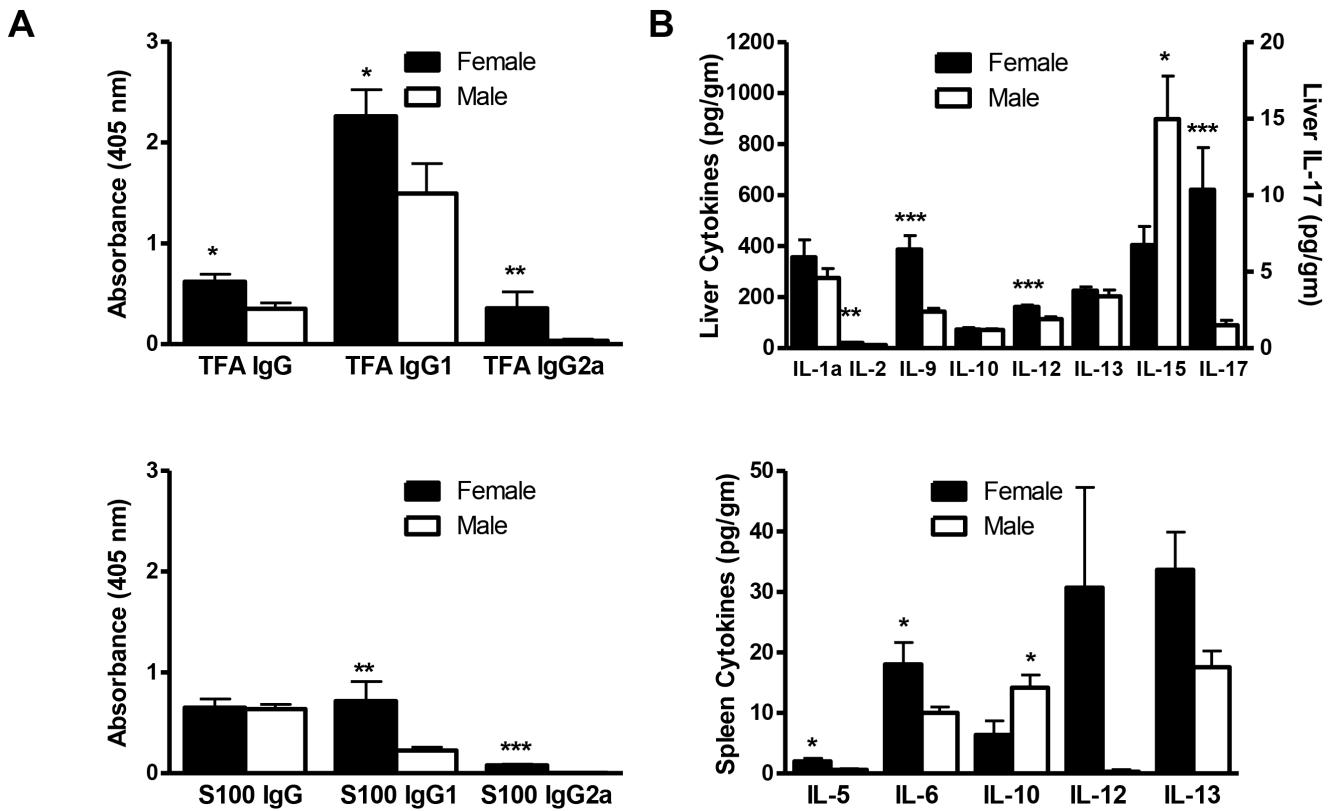 A
Absorbance (405 nm)
3
2
1
0
Female
Male
*
*
**
TFA IgG TFA IgG1 TFA IgG2a
B
Liver Cytokines (pg/gm)
1200
1000
800
600
400
200
0
Female
Male
**
***
***
*
***
20
15
10
5
0
Liver IL-17 (pg/gm)
IL-1a IL-2 IL-9 IL-10 IL-12 IL-13 IL-15 IL-17
Absorbance (405 nm)
3
2
1
0
Female
Male
**
***
S100 IgG S100 IgG1 S100 IgG2a
Spleen Cytokines (pg/gm)
50
40
30
20
10
0
Female
Male
*
*
*
IL-5 IL-6 IL-10 IL-12 IL-13